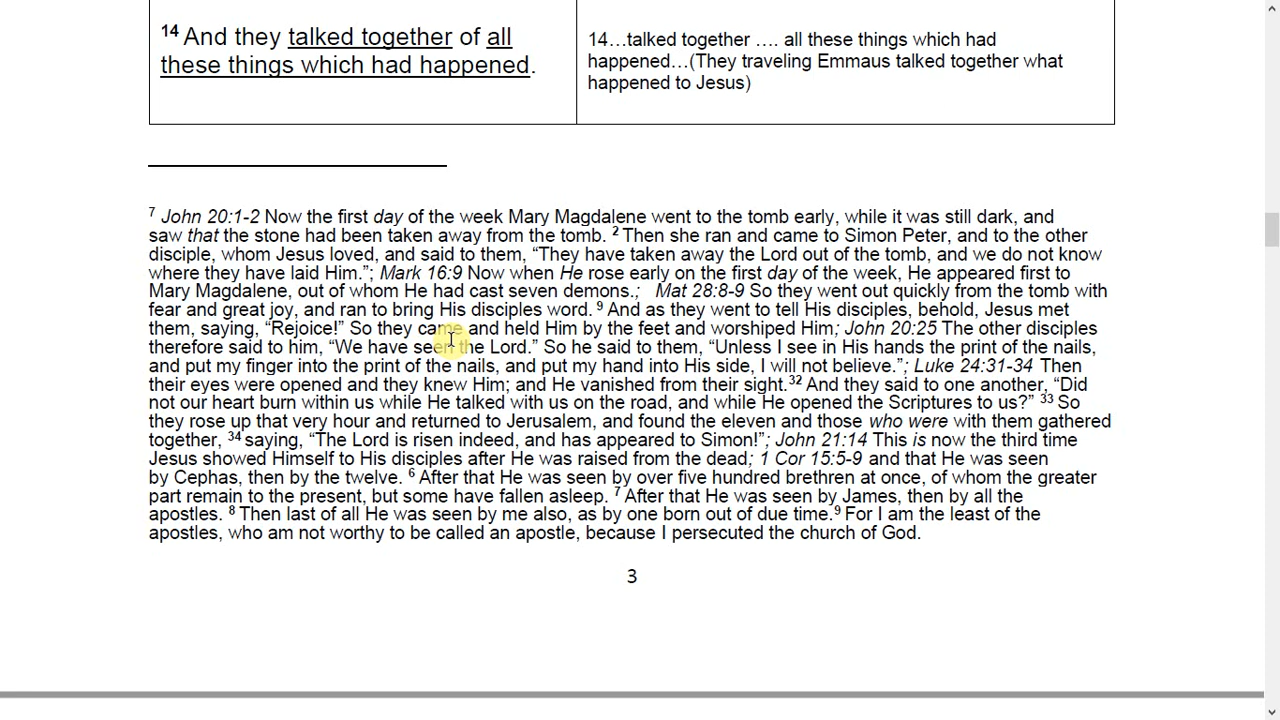 14 And they talked together of all
these things which had happened.
14…talked together …. all these things which had
happened…(They traveling Emmaus talked together what
happened to Jesus)
7 John 20:1-2 Now the first day of the week Mary Magdalene went to the tomb early, while it was still dark, and
saw that the stone had been taken away from the tomb. 2 Then she ran and came to Simon Peter, and to the other
disciple, whom Jesus loved, and said to them, “They have taken away the Lord out of the tomb, and we do not know
where they have laid Him.”; Mark 16:9 Now when He rose early on the first day of the week, He appeared first to
Mary Magdalene, out of whom He had cast seven demons.; Mat 28:8-9 So they went out quickly from the tomb with
fear and great joy, and ran to bring His disciples word. 9 And as they went to tell His disciples, behold, Jesus met
them, saying, “Rejoice!” So they came and held Him by the feet and worshiped Him; John 20:25 The other disciples
therefore said to him, “We have seen the Lord.” So he said to them, “Unless I see in His hands the print of the nails,
and put my finger into the print of the nails, and put my hand into His side, I will not believe.”; Luke 24:31-34 Then
their eyes were opened and they knew Him; and He vanished from their sight.32 And they said to one another, “Did
not our heart burn within us while He talked with us on the road, and while He opened the Scriptures to us?” 33 So
they rose up that very hour and returned to Jerusalem, and found the eleven and those who were with them gathered
together, 34 saying, “The Lord is risen indeed, and has appeared to Simon!”; John 21:14 This is now the third time
Jesus showed Himself to His disciples after He was raised from the dead; 1 Cor 15:5-9 and that He was seen
by Cephas, then by the twelve. 6 After that He was seen by over five hundred brethren at once, of whom the greater
part remain to the present, but some have fallen asleep. 7 After that He was seen by James, then by all the
apostles. 8 Then last of all He was seen by me also, as by one born out of due time.9 For I am the least of the
apostles, who am not worthy to be called an apostle, because I persecuted the church of God.
3